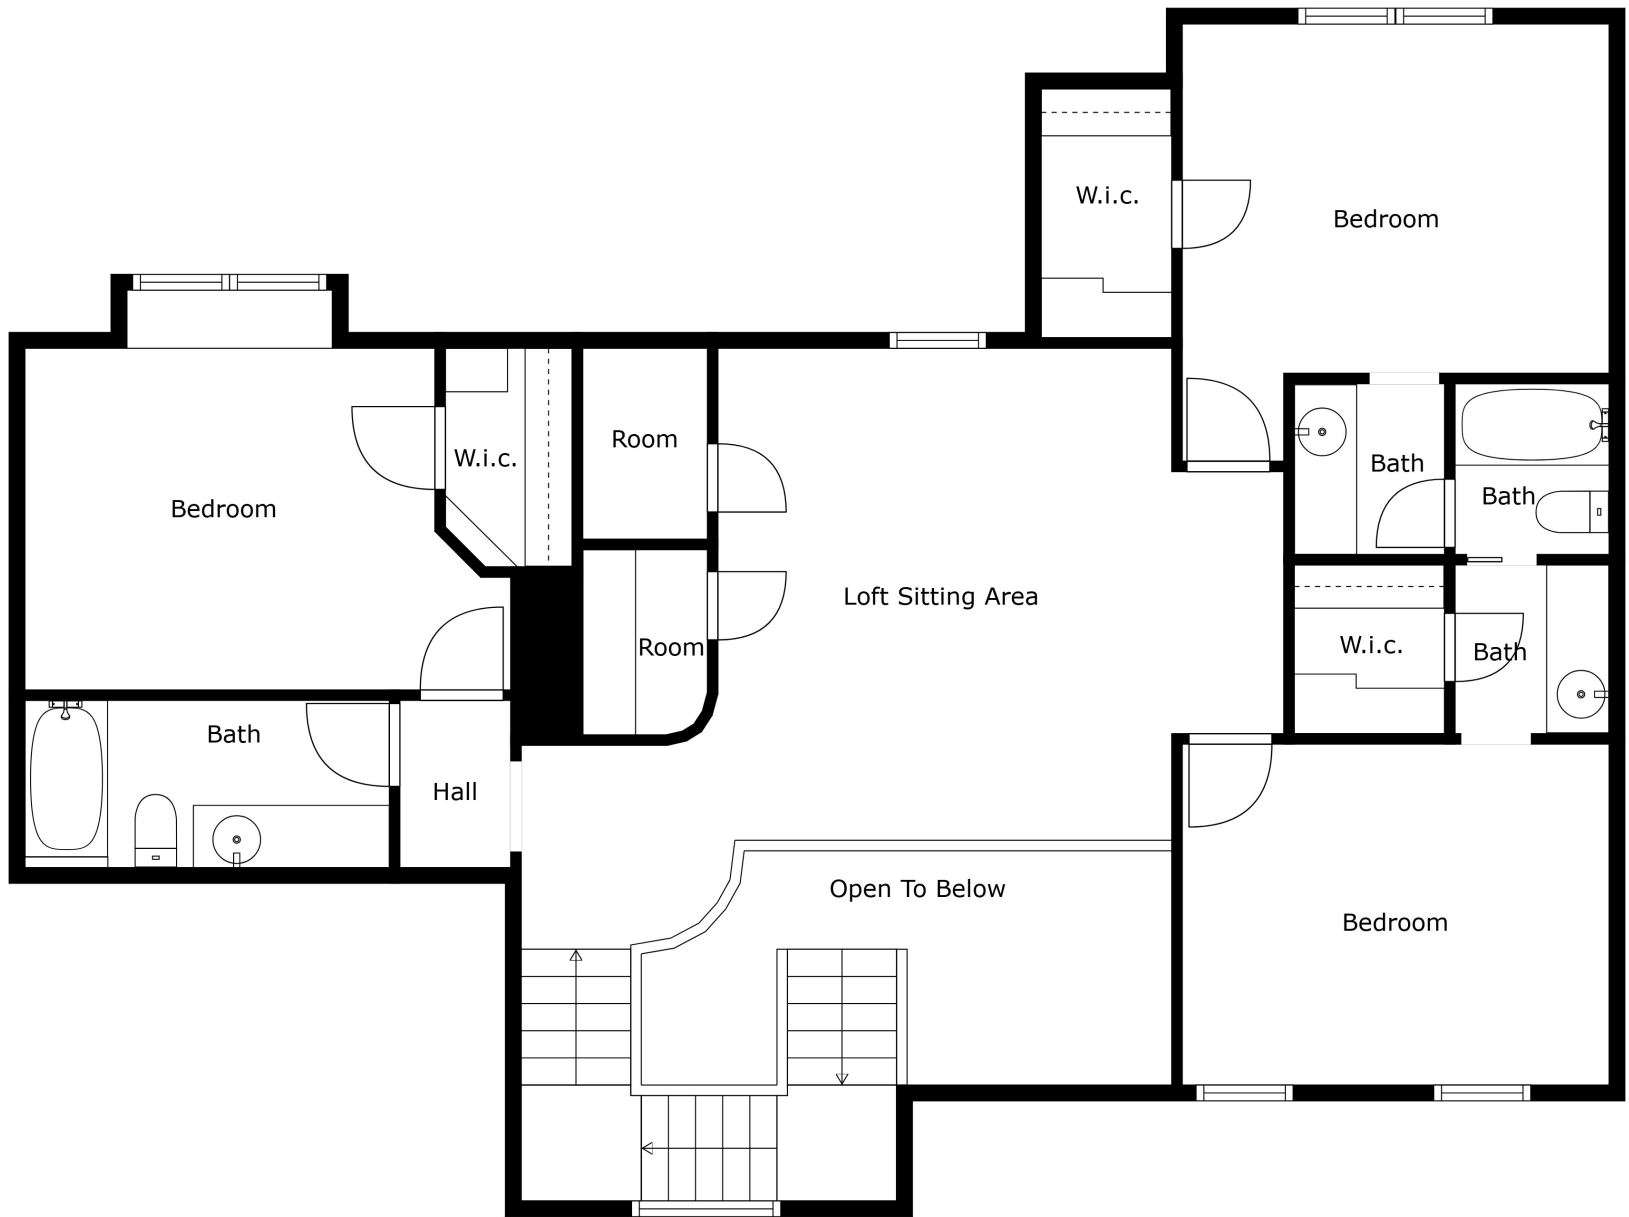 W.i.c.
Bedroom
Room
W.i.c.
Bath
Bath
Bedroom
Loft Sitting Area
Room
W.i.c.
Bath
Bath
Hall
Open To Below
Bedroom